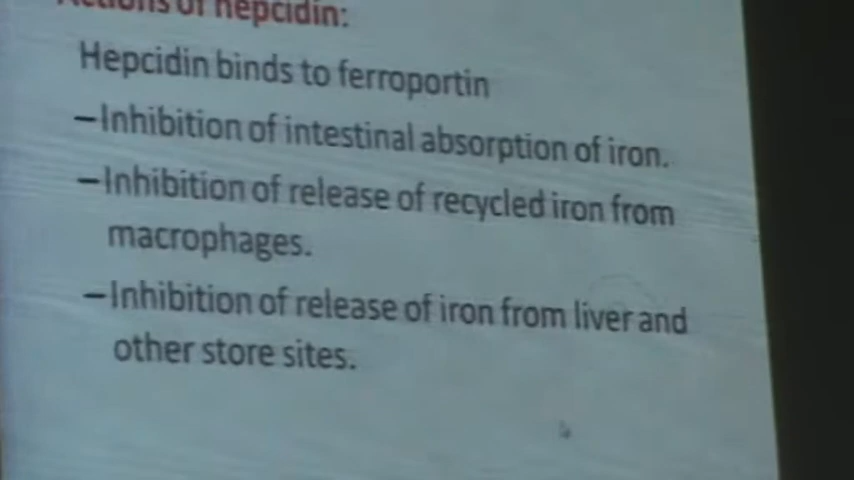 Actions of hepcidin:
Hepcidin binds to ferroportin
–Inhibition of intestinal absorption of iron.
–Inhibition of release of recycled iron from
macrophages.
–Inhibition of release of iron from liver and
other store sites.